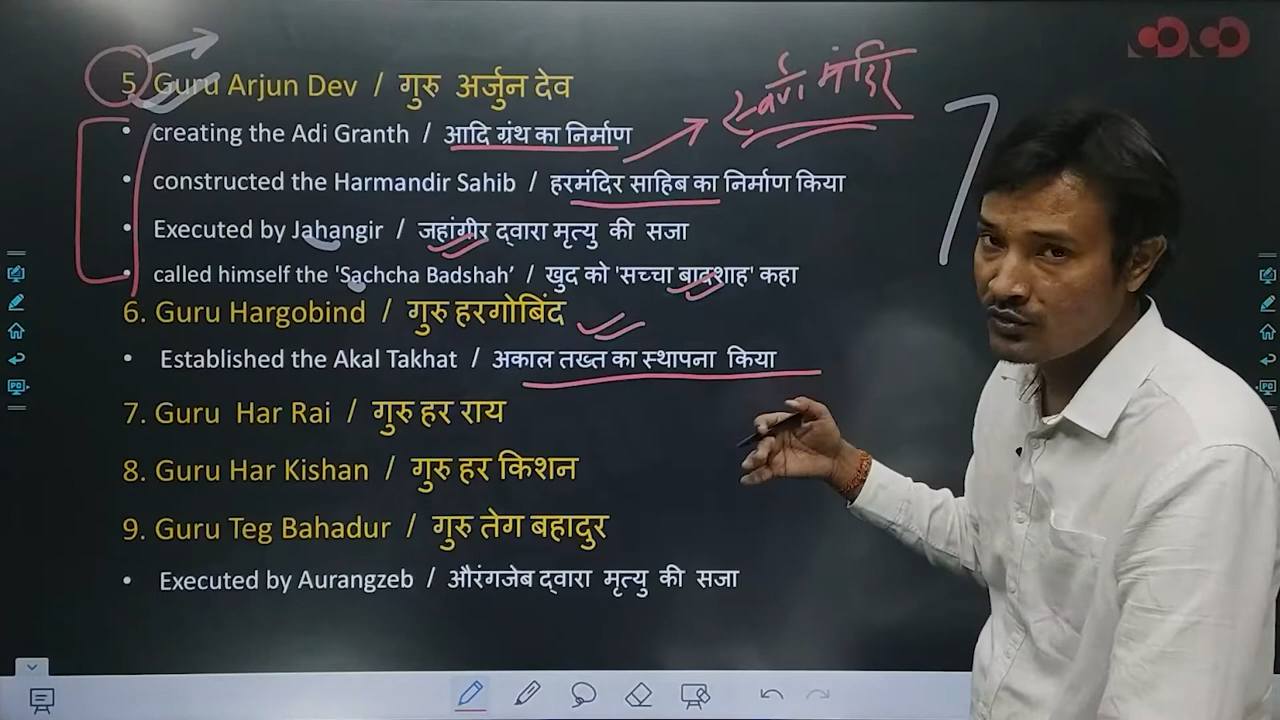 5 Guru Arjun Dev / गुरु अर्जुन देव
स्वर्ण मंदिर
• creating the Adi Granth / आदि ग्रंथ का निर्माण
• constructed the Harmandir Sahib / हरमंदिर साहिब का निर्माण किया
• Executed by Jahangir / जहांगीर द्वारा मृत्यु की सजा
• called himself the 'Sachcha Badshah' / खुद को 'सच्चा बादशाह' कहा
6. Guru Hargobind / गुरु हरगोबिंद
• Established the Akal Takhat / अकाल तख्त का स्थापना किया
7. Guru Har Rai / गुरु हर राय
8. Guru Har Kishan / गुरु हर किशन
9. Guru Teg Bahadur / गुरु तेग बहादुर
• Executed by Aurangzeb / औरंगजेब द्वारा मृत्यु की सजा